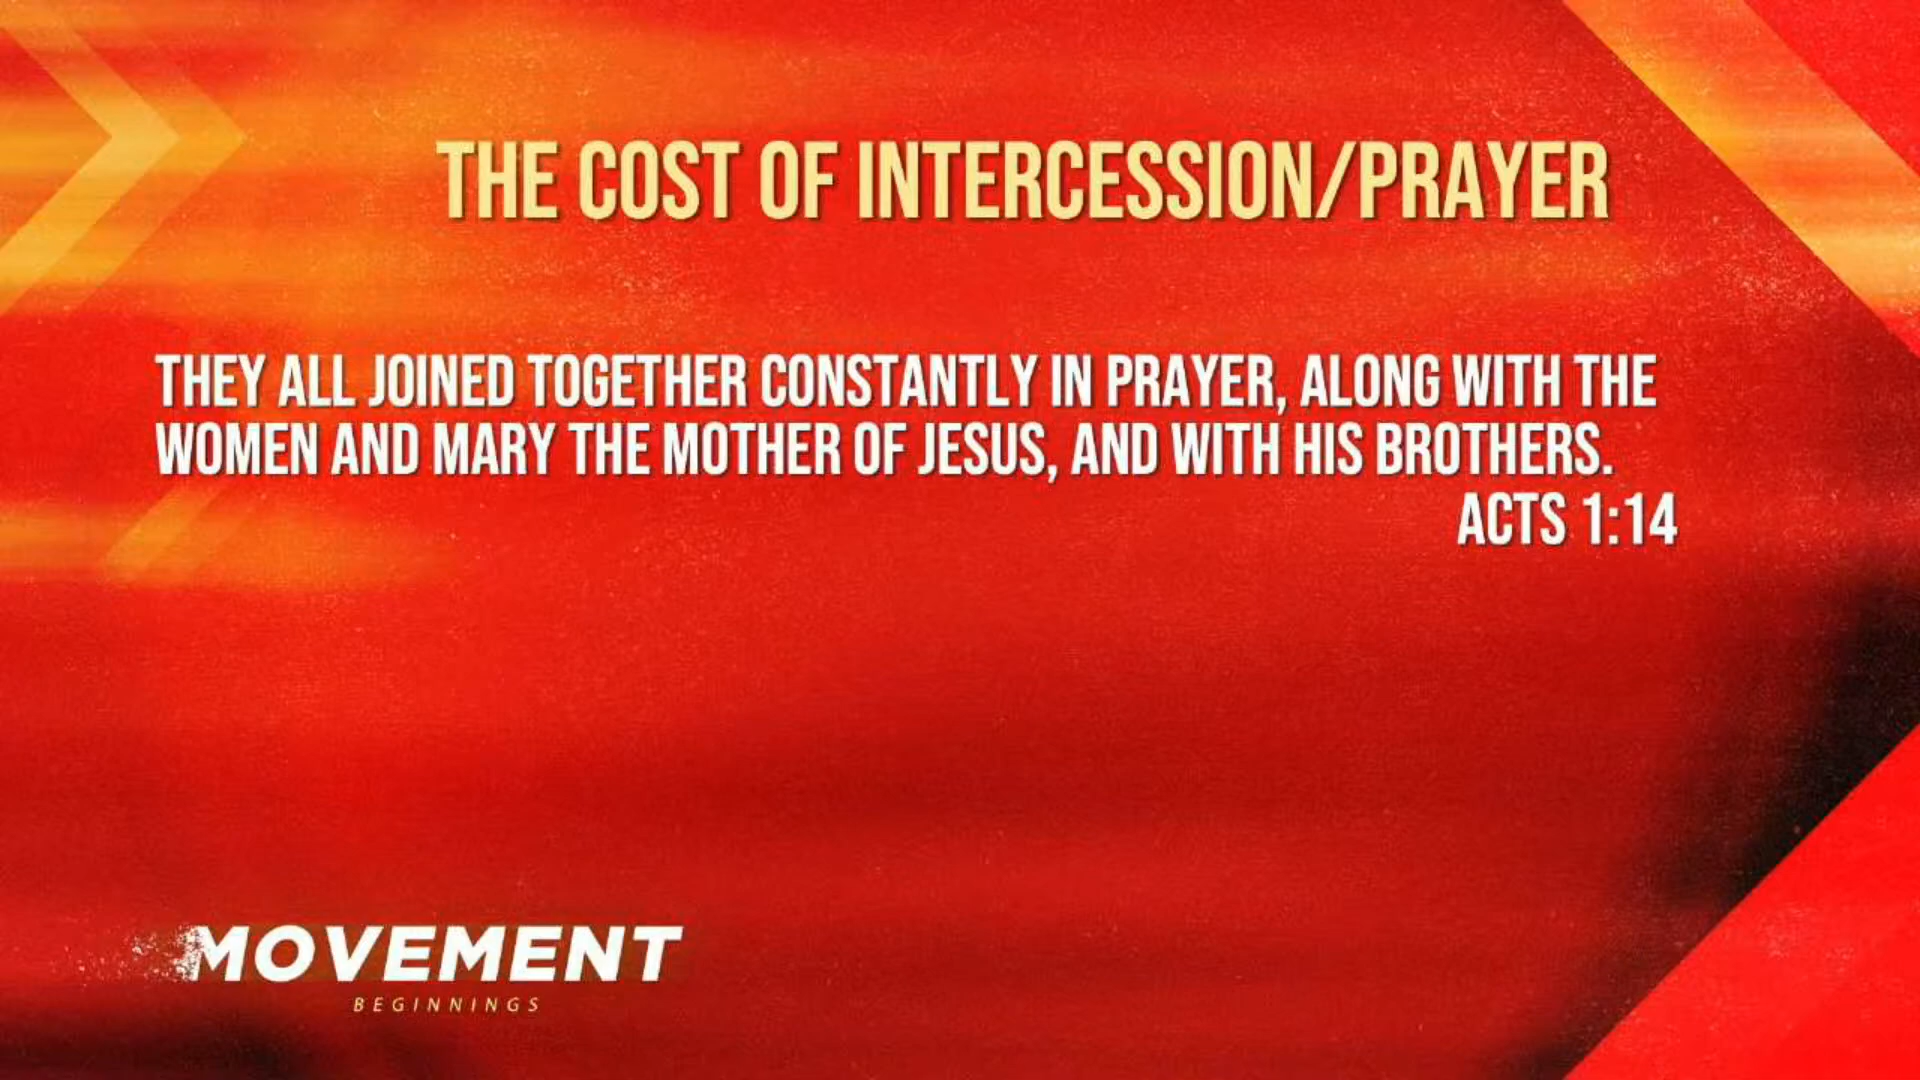 THE COST OF INTERCESSION/PRAYER
THEY ALL JOINED TOGETHER CONSTANTLY IN PRAYER, ALONG WITH THE
WOMEN AND MARY THE MOTHER OF JESUS, AND WITH HIS BROTHERS.
ACTS 1:14
MOVEMENT
BEGINNINGS